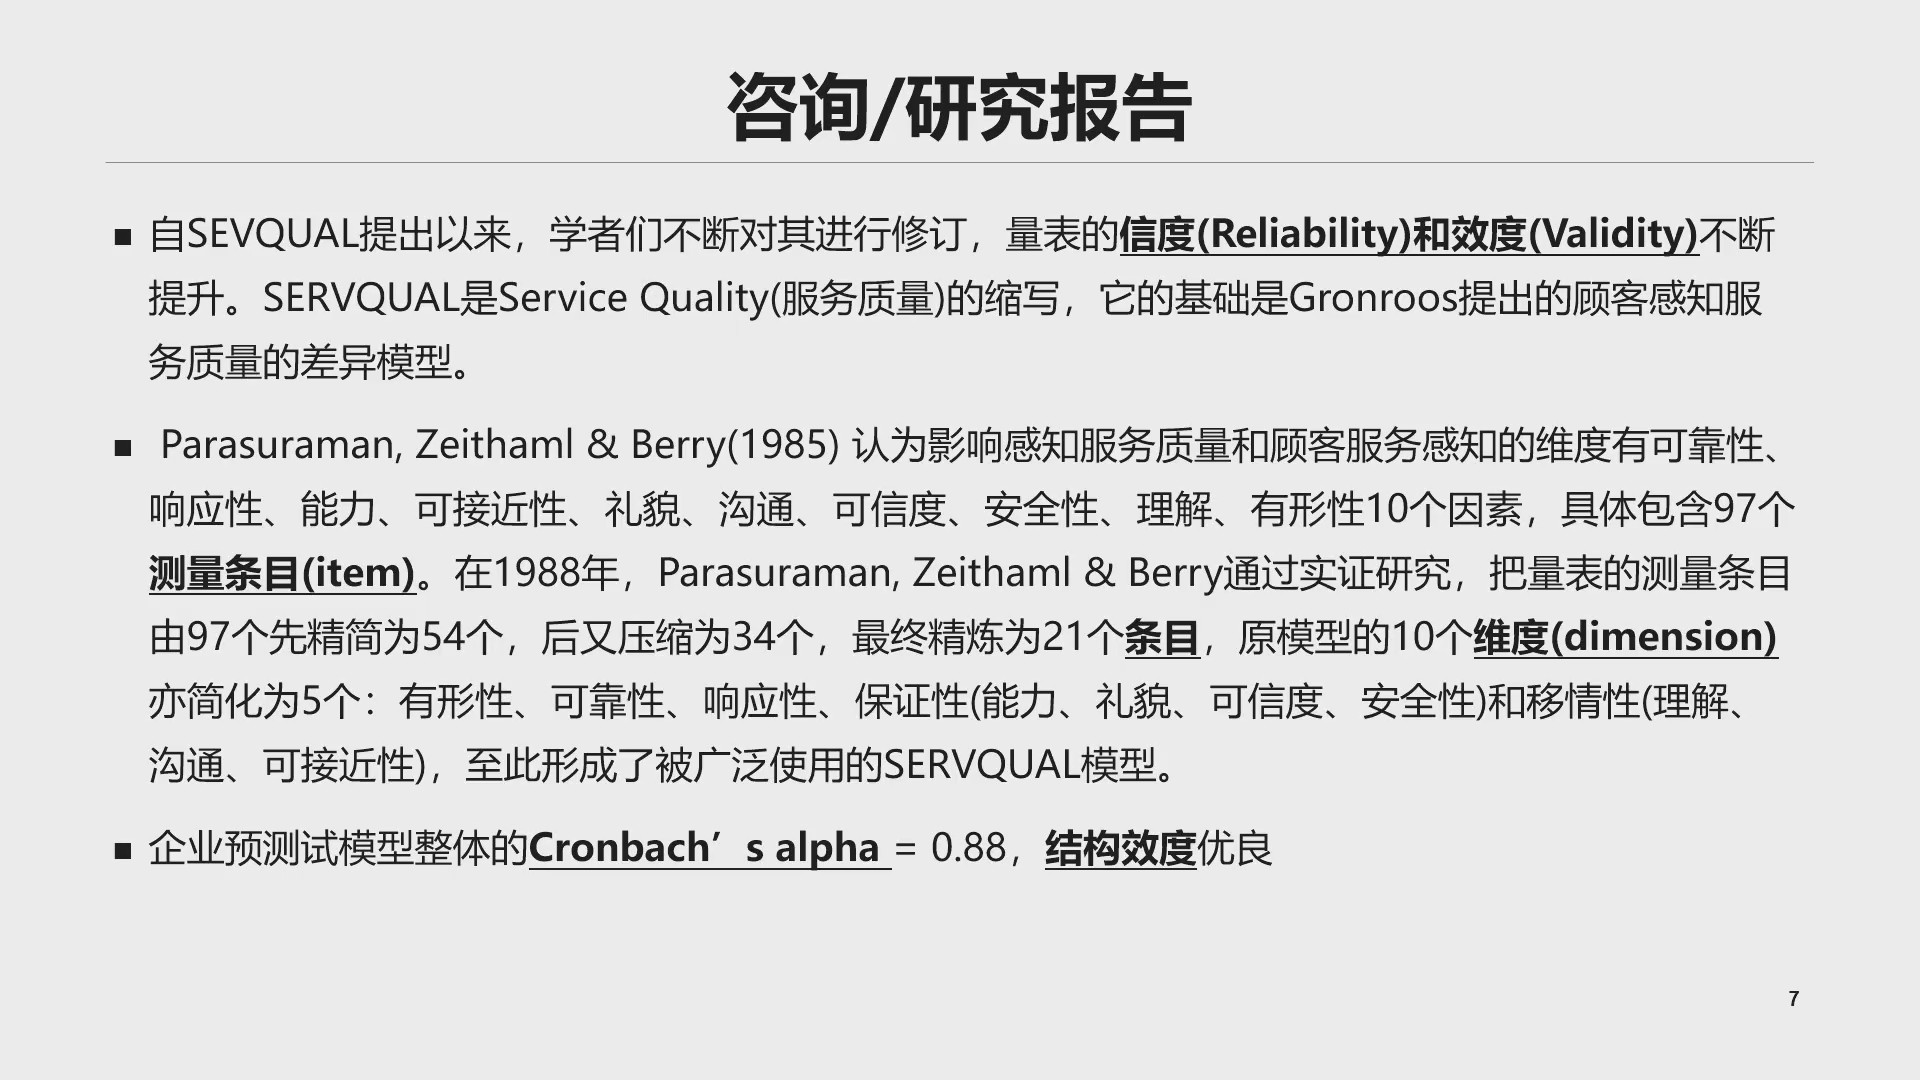 咨询/研究报告
■ 自SEVQUAL提出以来，学者们不断对其进行修订，量表的信度(Reliability)和效度(Validity)不断
提升。SERVQUAL是Service Quality(服务质量)的缩写，它的基础是Gronroos提出的顾客感知服
务质量的差异模型。
■ Parasuraman, Zeithaml & Berry(1985) 认为影响感知服务质量和顾客服务感知的维度有可靠性、
响应性、能力、可接近性、礼貌、沟通、可信度、安全性、理解、有形性10个因素，具体包含97个
测量条目(item)。在1988年，Parasuraman, Zeithaml & Berry通过实证研究，把量表的测量条目
由97个先精简为54个，后又压缩为34个，最终精炼为21个条目，原模型的10个维度(dimension)
亦简化为5个：有形性、可靠性、响应性、保证性(能力、礼貌、可信度、安全性)和移情性(理解、
沟通、可接近性)，至此形成了被广泛使用的SERVQUAL模型。
■ 企业预测试模型整体的Cronbach’s alpha = 0.88，结构效度优良
7